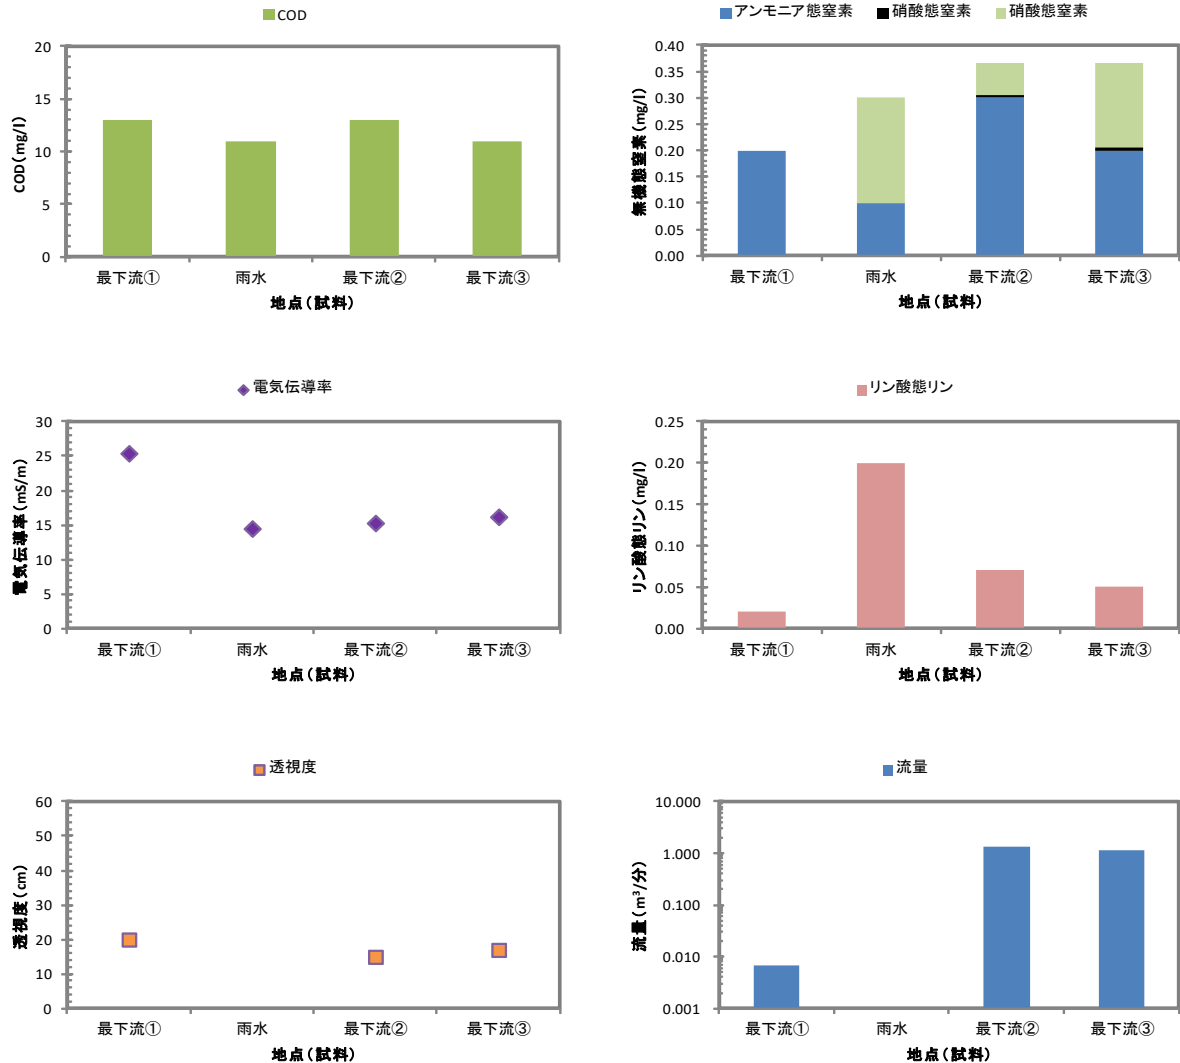 COD
20
15
10
5
0
COD(mg/l)
最下流① 雨水 最下流② 最下流③
地点(試料)
アンモニア態窒素 硝酸態窒素 硝酸態窒素
0.40
0.35
0.30
0.25
0.20
0.15
0.10
0.05
0.00
無機態窒素(mg/l)
最下流① 雨水 最下流② 最下流③
地点(試料)
電気伝導率
30
25
20
15
10
5
0
電気伝導率(mS/m)
最下流① 雨水 最下流② 最下流③
地点(試料)
リン酸態リン
0.25
0.20
0.15
0.10
0.05
0.00
リン酸態リン(mg/l)
最下流① 雨水 最下流② 最下流③
地点(試料)
透視度
60
50
40
30
20
10
0
透視度(cm)
最下流① 雨水 最下流② 最下流③
地点(試料)
流量
10.000
1.000
0.100
0.010
0.001
流量(m³/分)
最下流① 雨水 最下流② 最下流③
地点(試料)